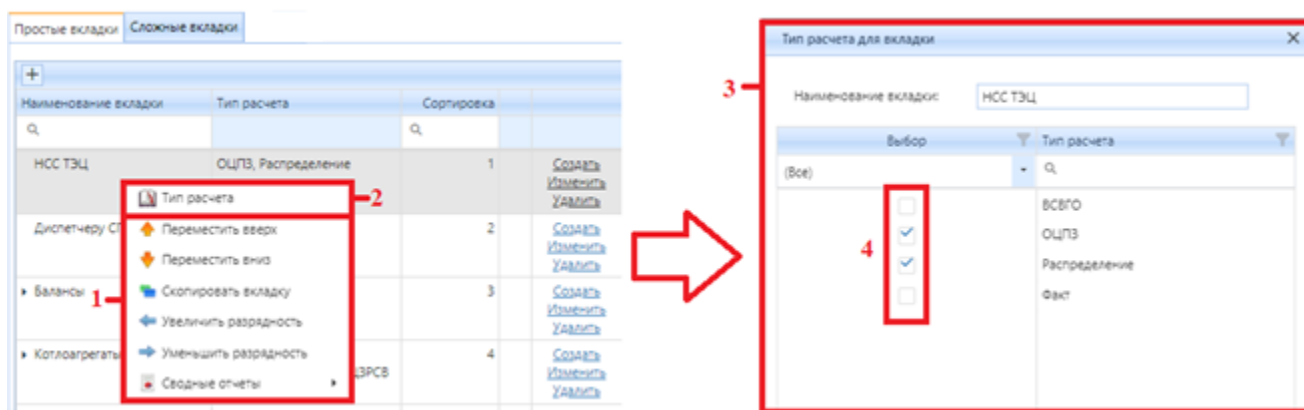 Простые вкладки Сложные вкладки
+
Наименование вкладки Тип расчета Сортировка
НСС ТЭЦ ОЦПЗ, Распределение 1 Создать
Изменить
Удалить
Тип расчета 2
Диспетчеру СГ Переместить вверх 2 Создать
Изменить
Удалить
Переместить вниз
Балансы 1 Скопировать вкладку 3 Создать
Изменить
Удалить
Увеличить разрядность
Котлоагрегаты Уменьшить разрядность 4 Создать
ЦЗРСВ Изменить
Удалить
Сводные отчеты
Тип расчета для вкладки
3
Наименование вкладки: НСС ТЭЦ
Выбор Тип расчета
(Все)
ВСВГО
ОЦПЗ
4 Распределение
Факт